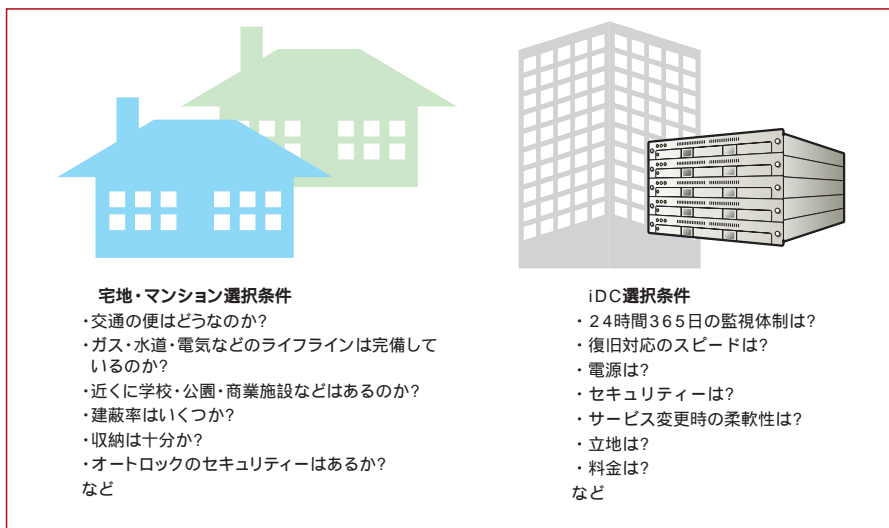 宅地・マンション選択条件
・交通の便はどうなのか?
・ガス・水道・電気などのライフラインは完備して
いるのか?
・近くに学校・公園・商業施設などはあるのか?
・建蔽率はいくつか?
・収納は十分か?
・オートロックのセキュリティーはあるか?
など
iDC選択条件
・24時間365日の監視体制は?
・復旧対応のスピードは?
・電源は?
・セキュリティーは?
・サービス変更時の柔軟性は?
・立地は?
・料金は?
など